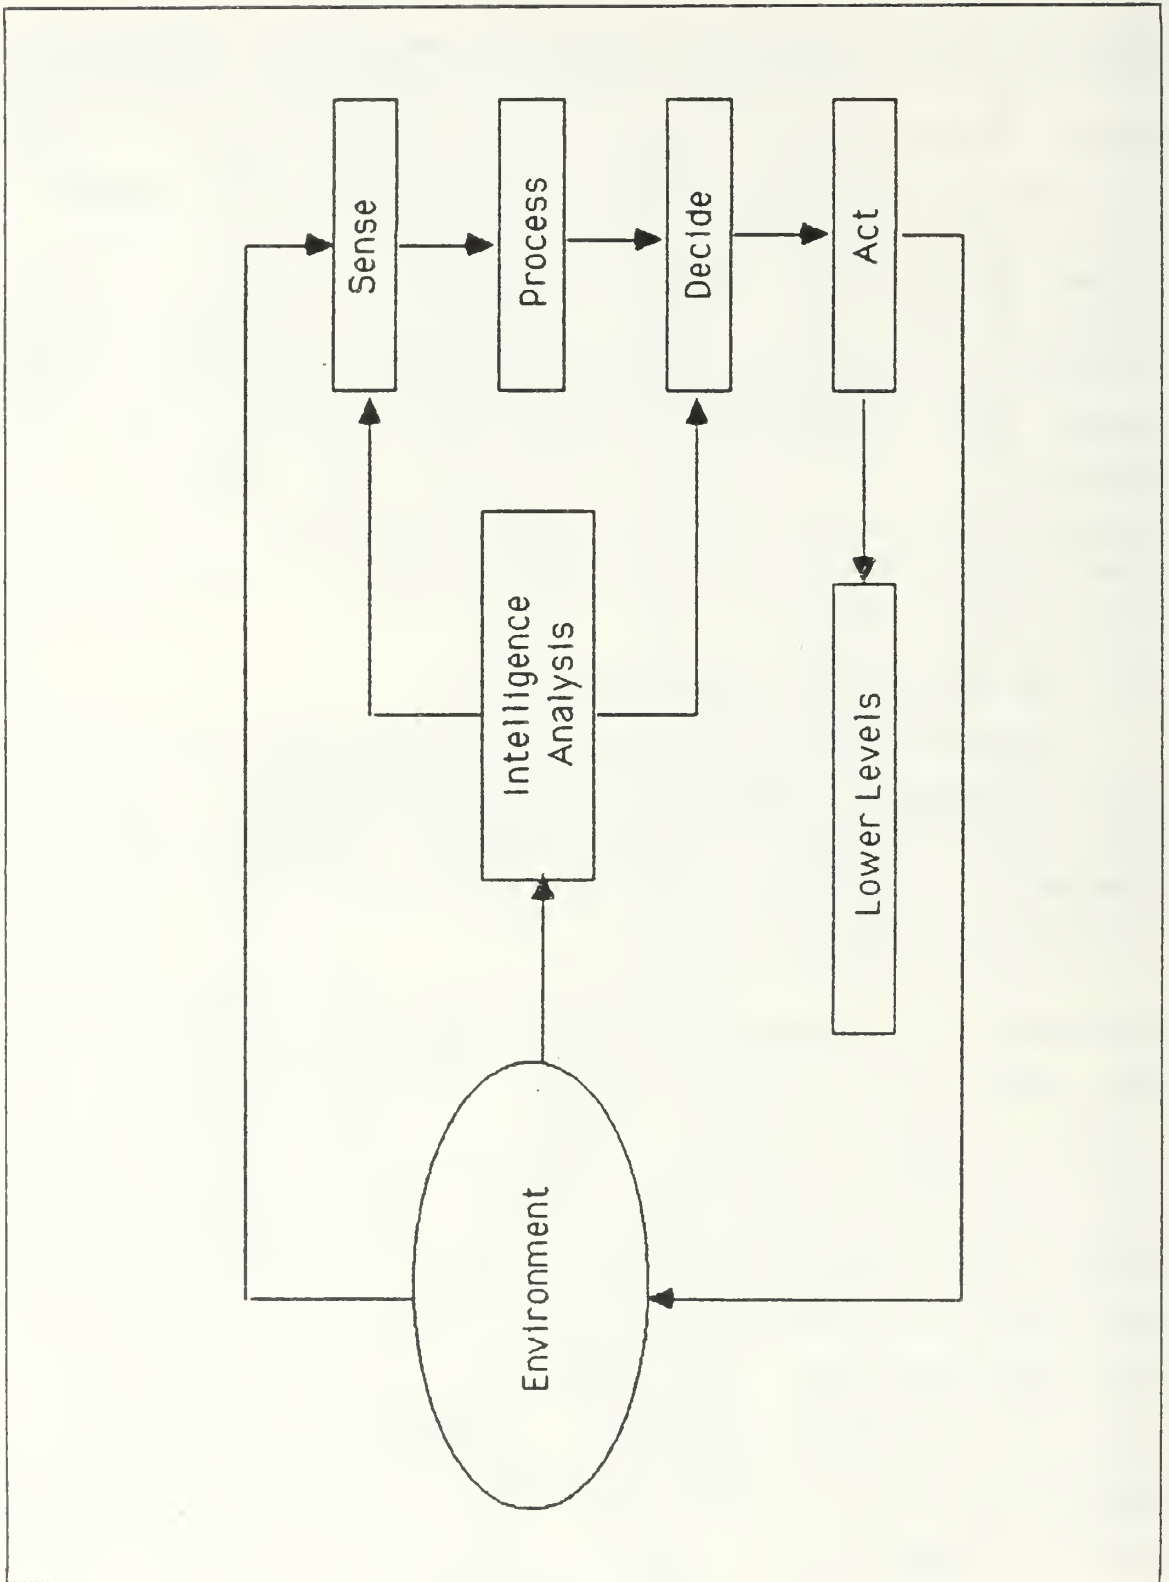 Sense
Process
Decide
Act
Intelligence
Analysis
Lower Levels
Environment